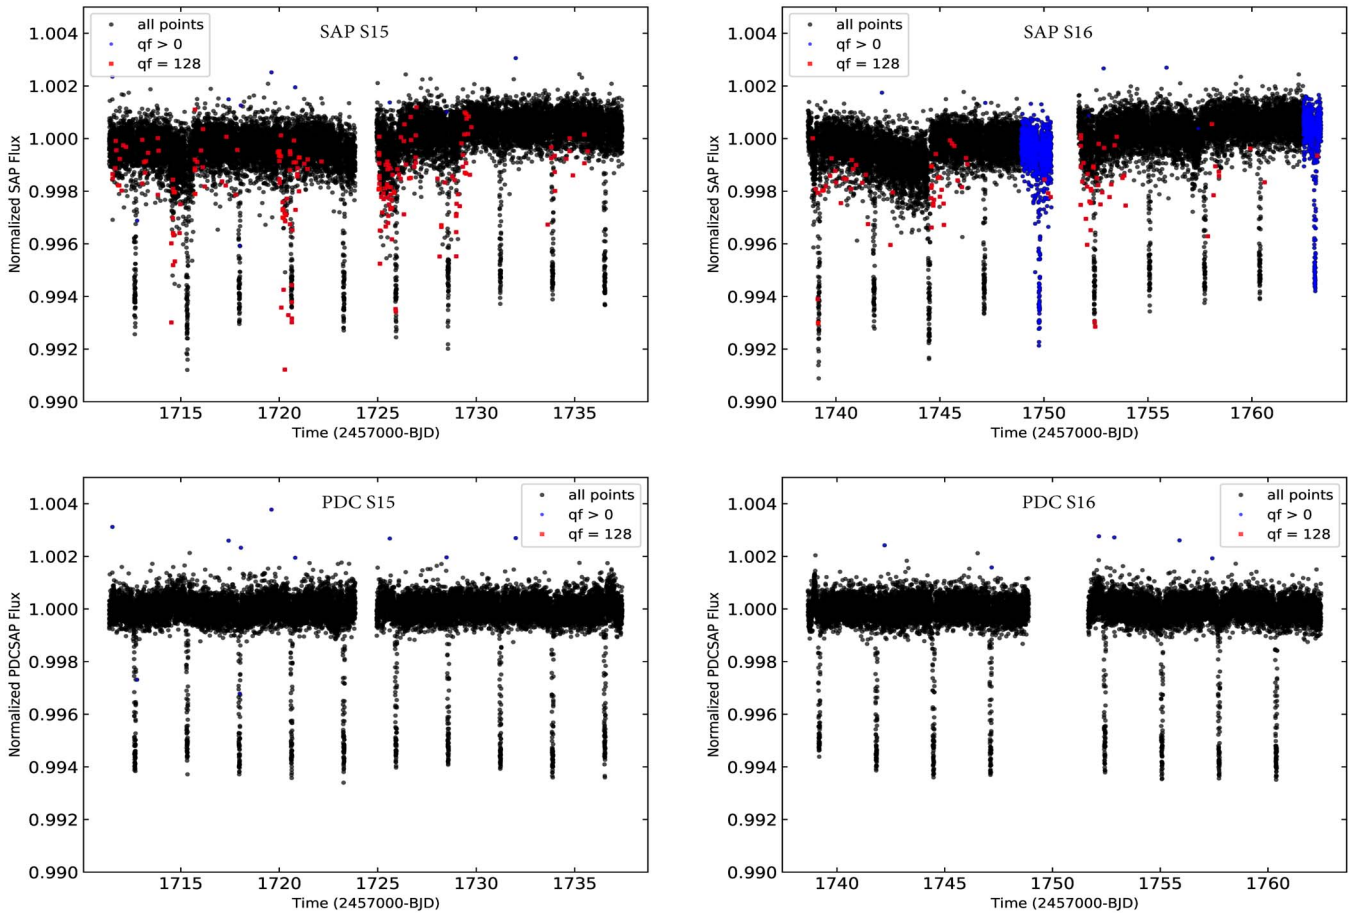 SAP S15
all points
qf > 0
qf = 128
1.004
1.002
1.000
0.998
0.996
0.994
0.992
0.990
Normalized SAP Flux
1715 1720 1725 1730 1735
Time (2457000-BJD)
SAP S16
all points
qf > 0
qf = 128
1.004
1.002
1.000
0.998
0.996
0.994
0.992
0.990
Normalized SAP Flux
1740 1745 1750 1755 1760
Time (2457000-BJD)
PDC S15
all points
qf > 0
qf = 128
1.004
1.002
1.000
0.998
0.996
0.994
0.992
0.990
Normalized PDCSAP Flux
1715 1720 1725 1730 1735
Time (2457000-BJD)
PDC S16
all points
qf > 0
qf = 128
1.004
1.002
1.000
0.998
0.996
0.994
0.992
0.990
Normalized PDCSAP Flux
1740 1745 1750 1755 1760
Time (2457000-BJD)